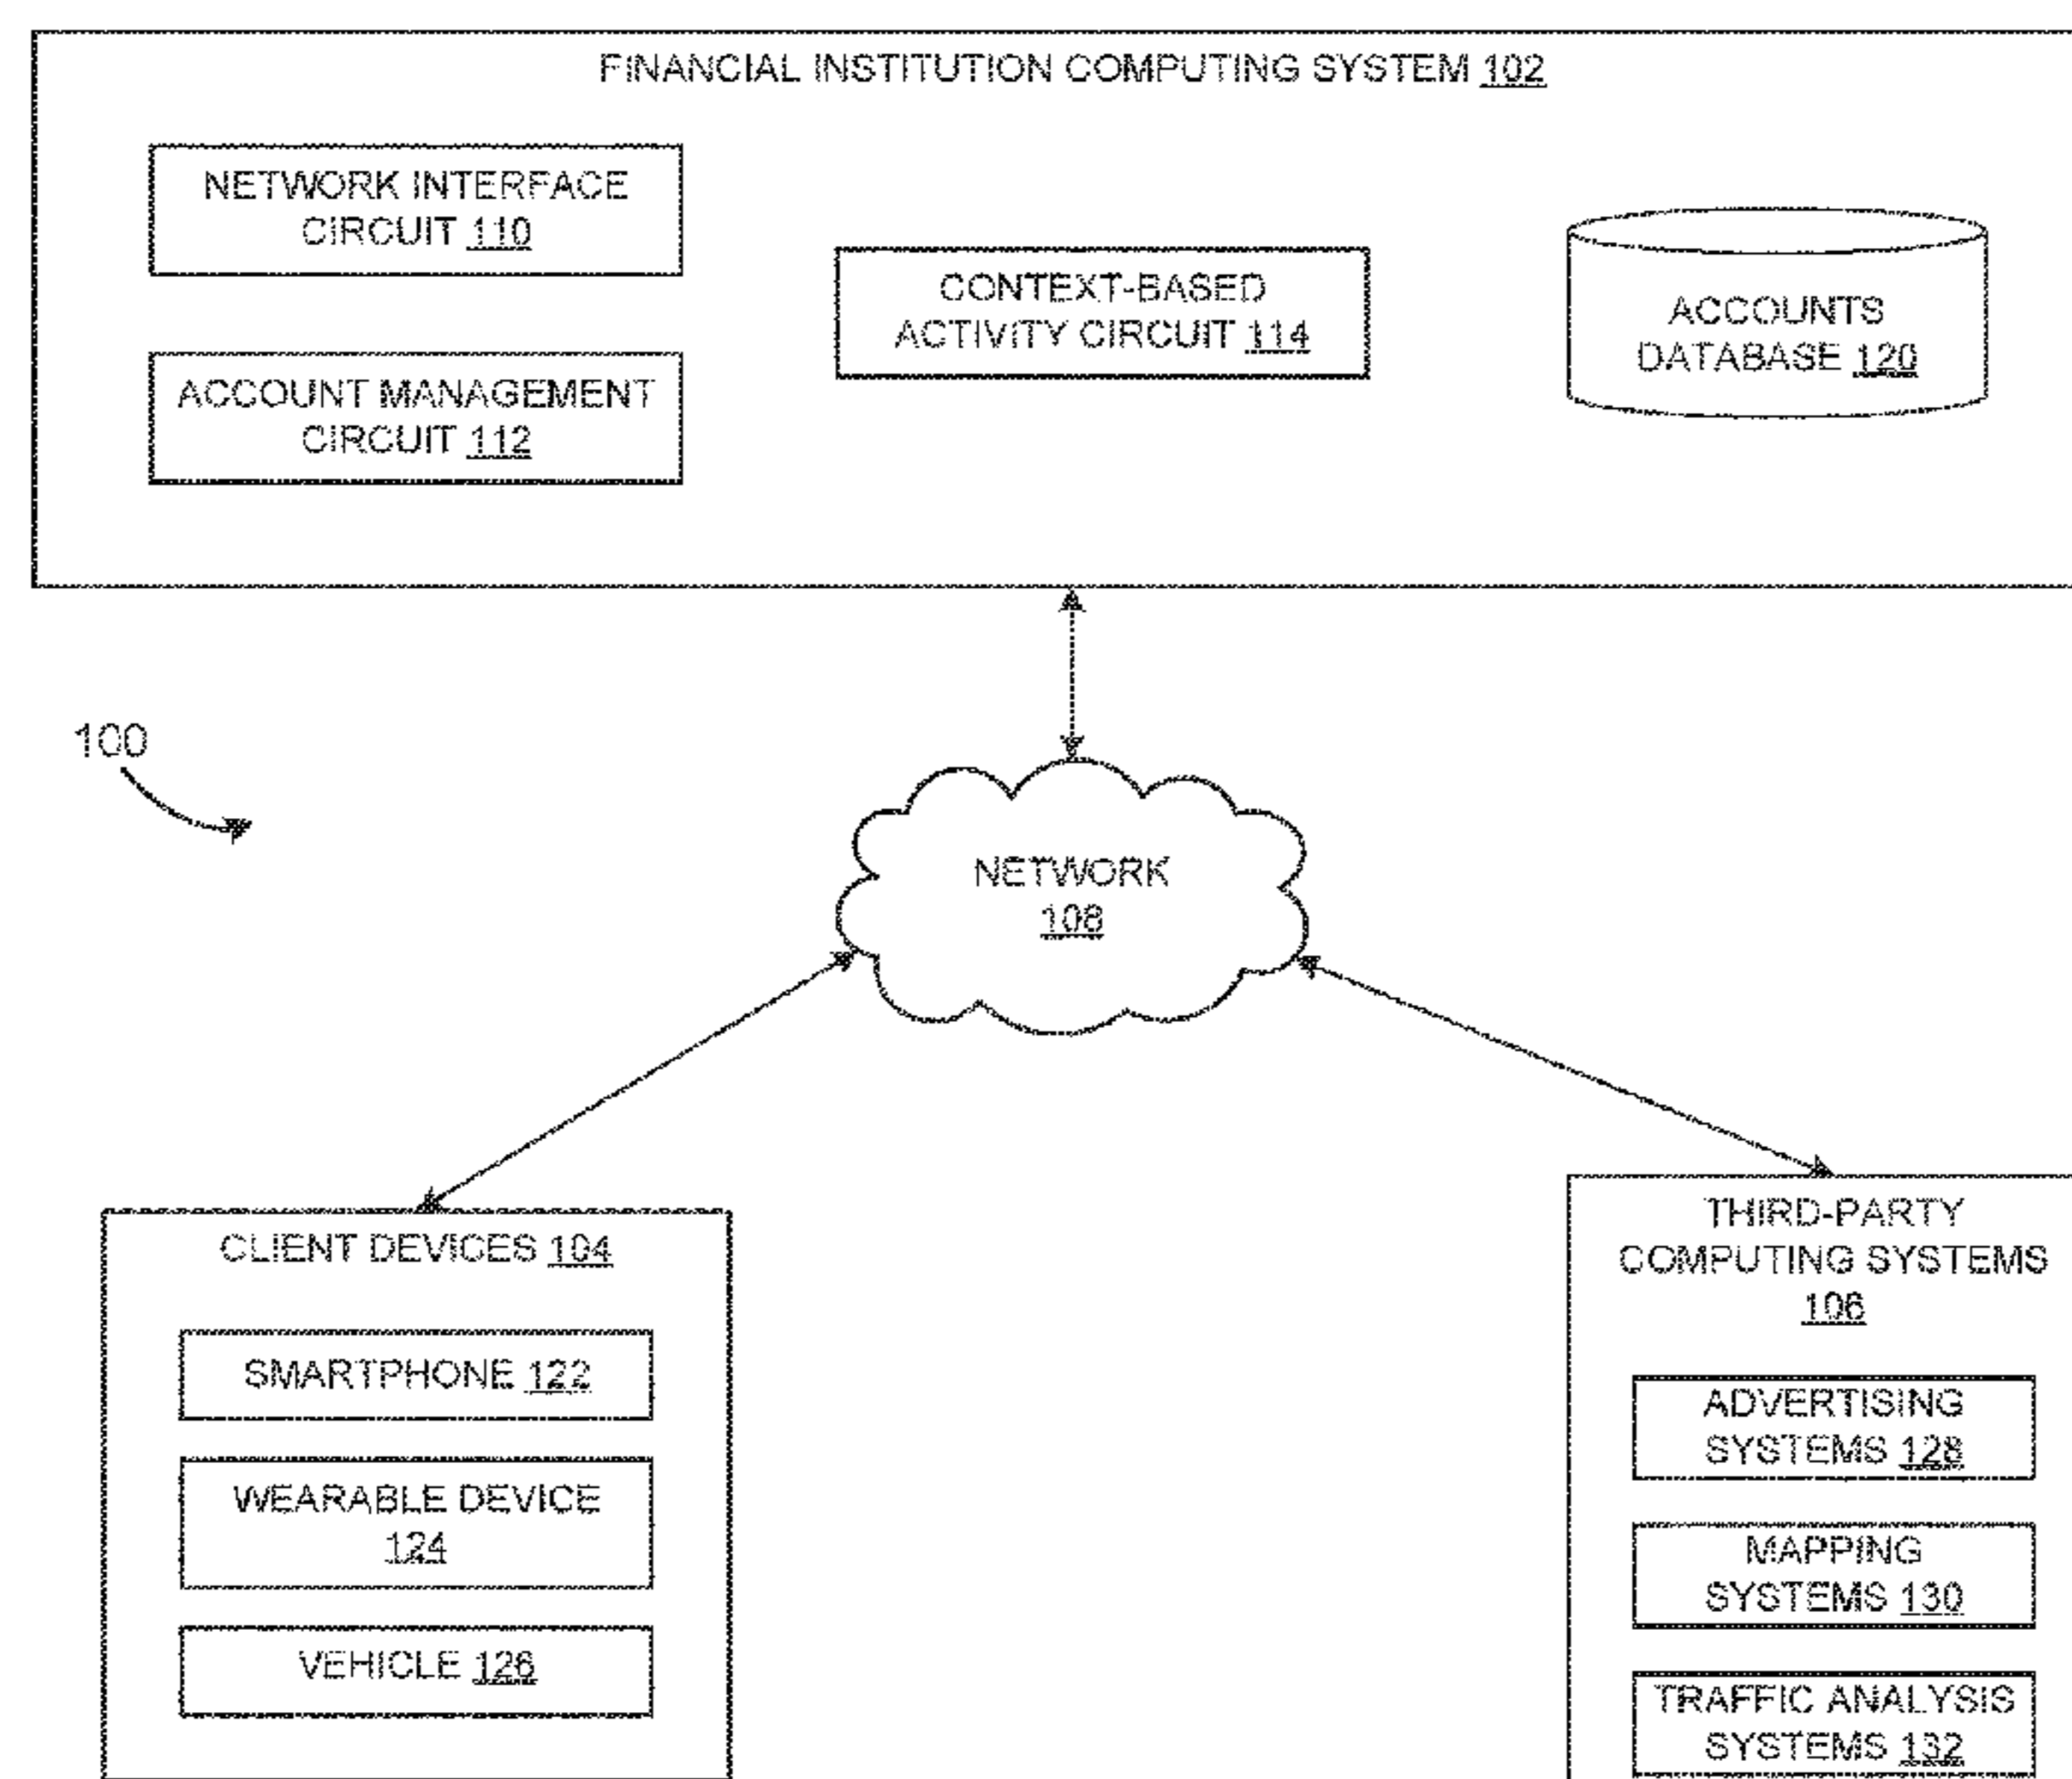 FINANCIAL INSTITUTION COMPUTING SYSTEM 102
NETWORK INTERFACE
CIRCUIT 110
ACCOUNT MANAGEMENT
CIRCUIT 112
CONTEXT-BASED
ACTIVITY CIRCUIT 114
ACCOUNTS
DATABASE 120
100
NETWORK
108
CLIENT DEVICES 104
SMARTPHONE 122
WEARABLE DEVICE
124
VEHICLE 126
THIRD-PARTY
COMPUTING SYSTEMS
106
ADVERTISING
SYSTEMS 128
MAPPING
SYSTEMS 130
TRAFFIC ANALYSIS
SYSTEMS 132